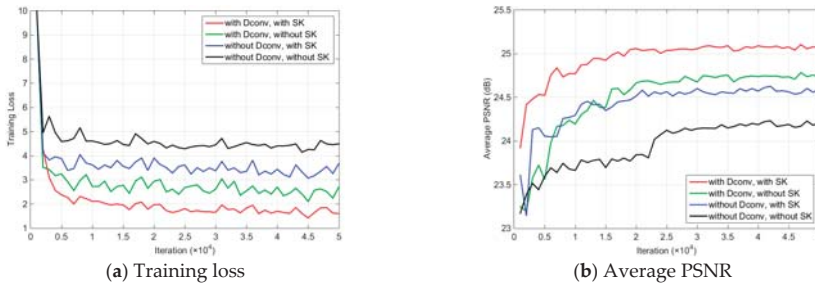 10
9
8
7
6
5
4
3
2
1
Training Loss
with Dconv, with SK
with Dconv, without SK
without Dconv, with SK
without Dconv, without SK
0 0.5 1 1.5 2 2.5 3 3.5 4 4.5 5
Iteration (×10⁴)
(a) Training loss
25.5
25
24.5
24
23.5
23
Average PSNR (dB)
with Dconv, with SK
with Dconv, without SK
without Dconv, with SK
without Dconv, without SK
0 0.5 1 1.5 2 2.5 3 3.5 4 4.5
Iteration (×10⁴)
(b) Average PSNR